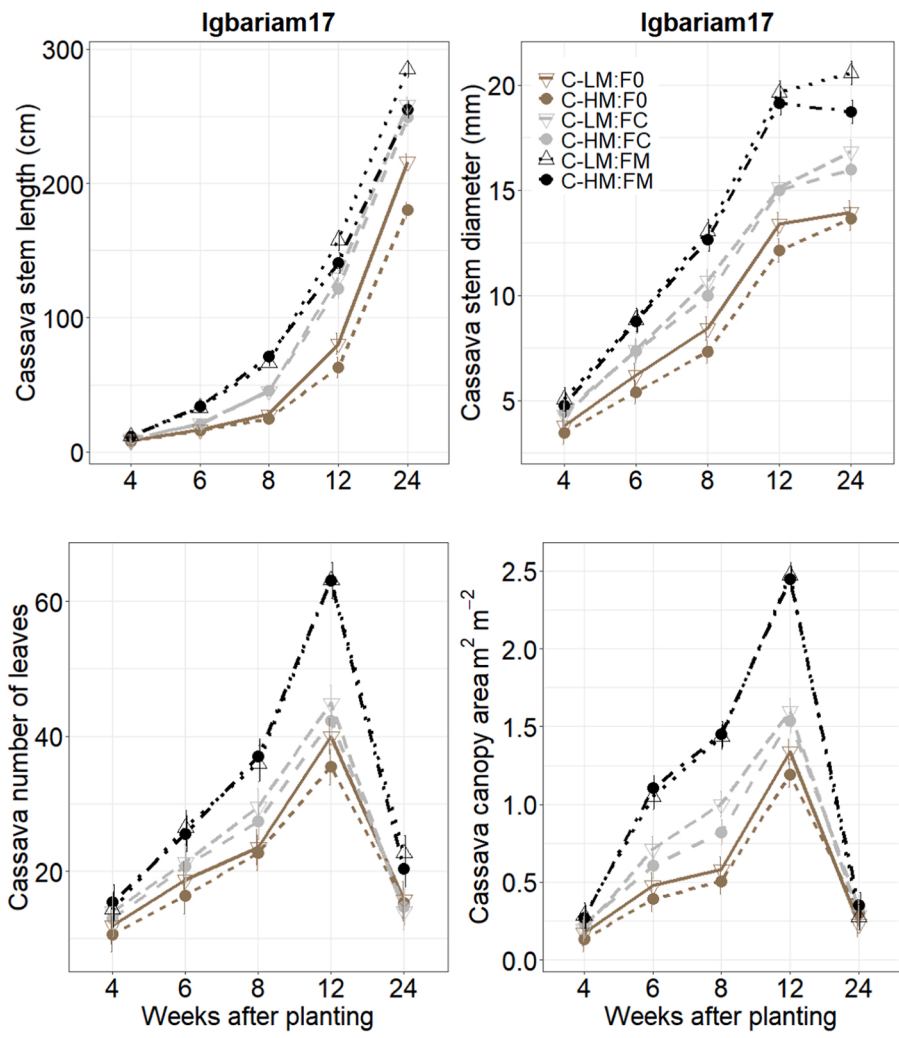 Igbariam17
Igbariam17
Cassava stem length (cm)
300
200
100
0
4 6 8 12 24
Cassava stem diameter (mm)
20
15
10
5
4 6 8 12 24
C-LM:F0
C-HM:F0
C-LM:FC
C-HM:FC
C-LM:FM
C-HM:FM
Cassava number of leaves
60
40
20
4 6 8 12 24
Weeks after planting
Cassava canopy area m² m⁻²
2.5
2.0
1.5
1.0
0.5
0.0
4 6 8 12 24
Weeks after planting